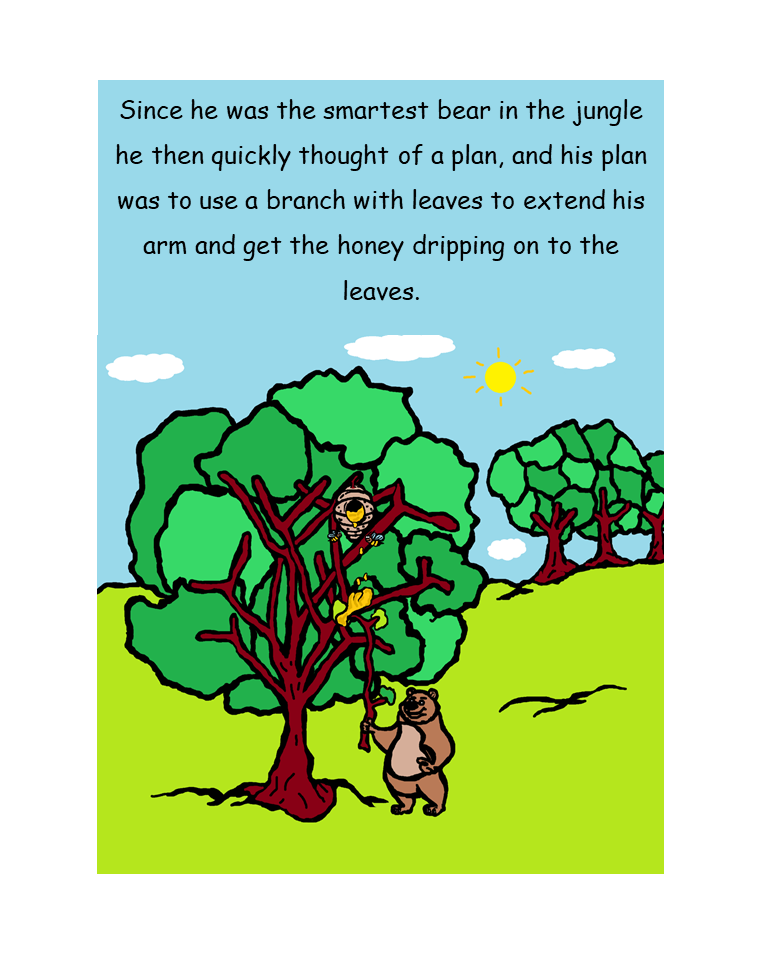 Since he was the smartest bear in the jungle
he then quickly thought of a plan, and his plan
was to use a branch with leaves to extend his
arm and get the honey dripping on to the
leaves.